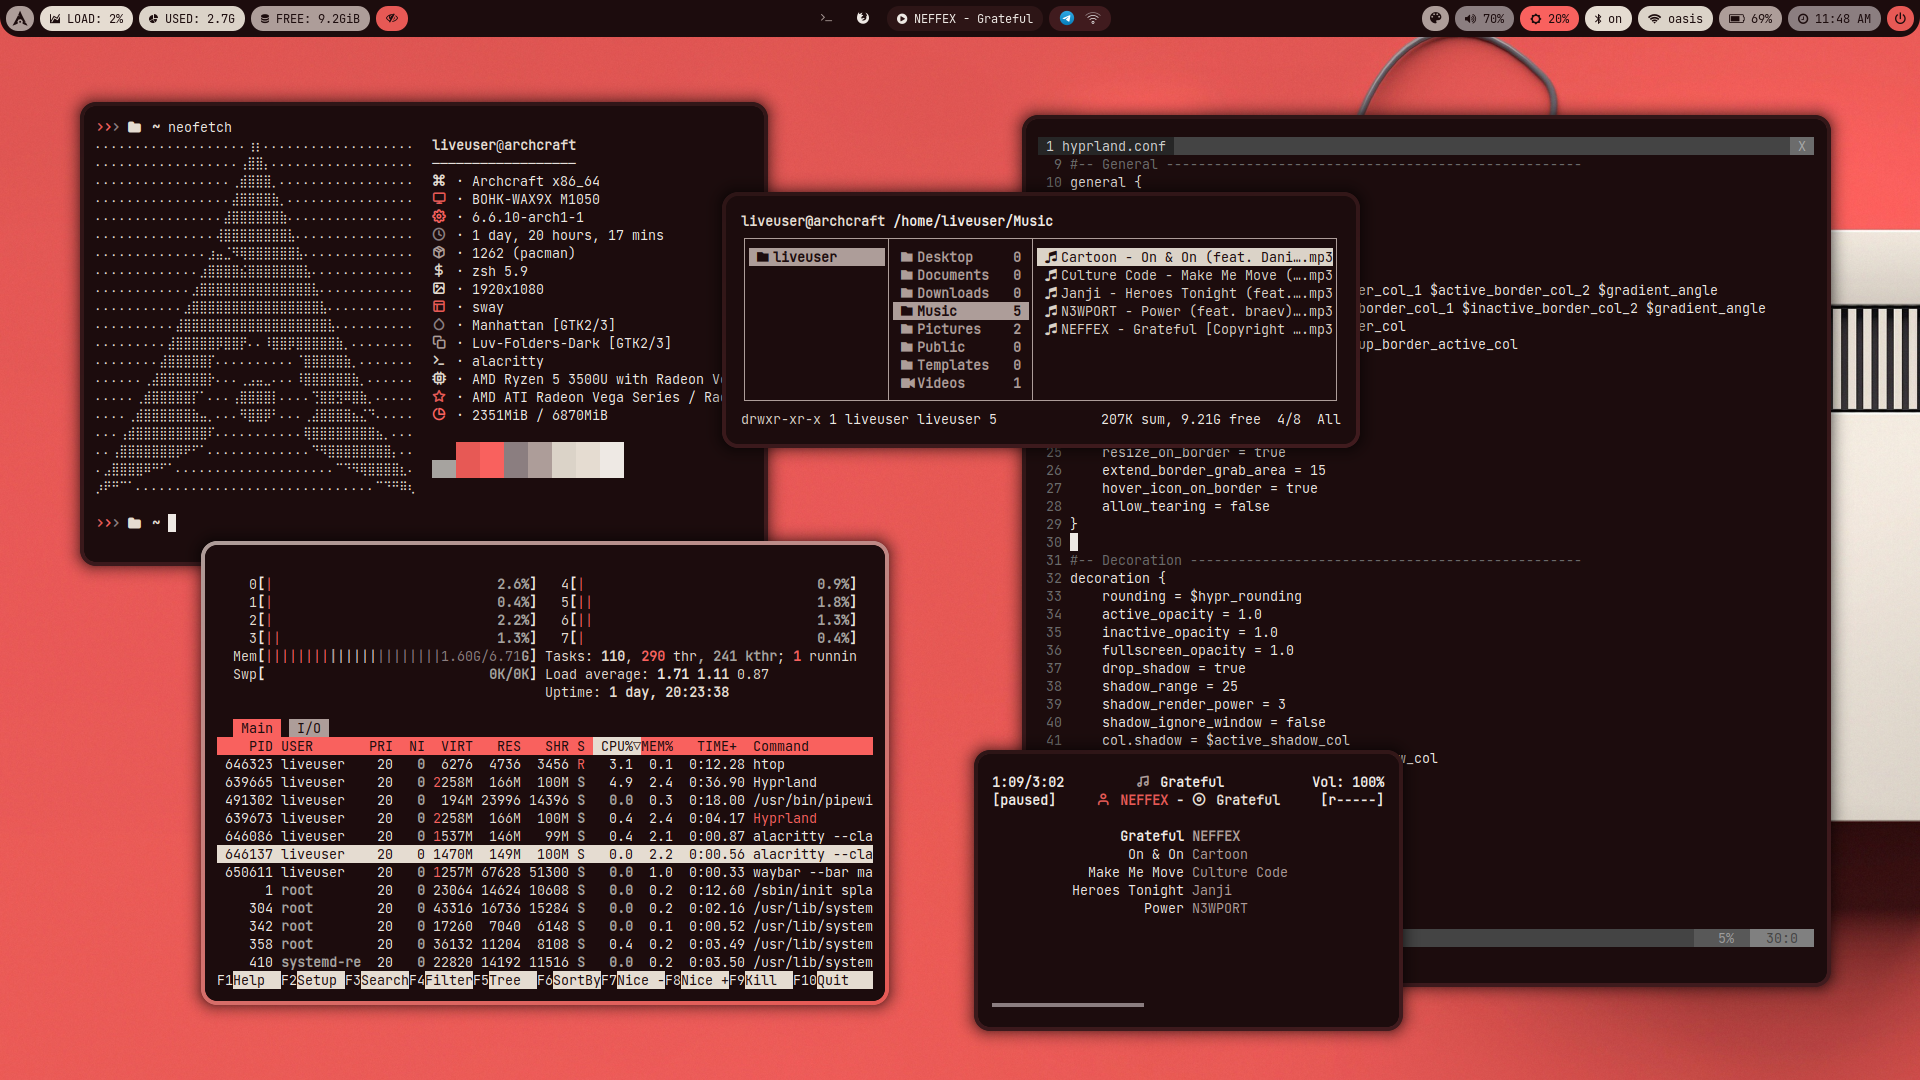 LOAD: 2% USED: 2.7G FREE: 9.2GiB NEFFEX - Grateful 70% 20% on oasis 69% 11:48 AM
~ neofetch
liveuser@archcraft
· Archcraft x86_64
· BOHK-WAX9X M1050
· 6.6.10-arch1-1
· 1 day, 20 hours, 17 mins
· 1262 (pacman)
· zsh 5.9
· 1920x1080
· sway
· Manhattan [GTK2/3]
· Luv-Folders-Dark [GTK2/3]
· alacritty
· AMD Ryzen 5 3500U with Radeon
· AMD ATI Radeon Vega Series /
· 2351MiB / 6870MiB
~
liveuser@archcraft /home/liveuser/Music
liveuser
Desktop 0
Documents 0
Downloads 0
Music 5
Pictures 2
Public 0
Templates 0
Videos 1
Cartoon - On & On (feat. Dani….mp3
Culture Code - Make Me Move (….mp3
Janji - Heroes Tonight (feat.….mp3
N3WPORT - Power (feat. braev).mp3
NEFFEX - Grateful [Copyright ….mp3
drwxr-xr-x 1 liveuser liveuser 5 207K sum, 9.21G free 4/8 All
1 hyprland.conf X
9 #-- General ----------------------------------------------------
10 general {
er_col_1 $active_border_col_2 $gradient_angle
border_col_1 $inactive_border_col_2 $gradient_angle
er_col
up_border_active_col
25 resize_on_border = true
26 extend_border_grab_area = 15
27 hover_icon_on_border = true
28 allow_tearing = false
29 }
30
31 #-- Decoration -------------------------------------------------
32 decoration {
33 rounding = $hypr_rounding
34 active_opacity = 1.0
35 inactive_opacity = 1.0
36 fullscreen_opacity = 1.0
37 drop_shadow = true
38 shadow_range = 25
39 shadow_render_power = 3
40 shadow_ignore_window = false
41 col.shadow = $active_shadow_col
w_col
5% 30:0
0[| 2.6%] 4[| 0.9%]
1[| 0.4%] 5[|| 1.8%]
2[| 2.2%] 6[|| 1.3%]
3[|| 1.3%] 7[| 0.4%]
Mem[||||||||||||||||||||||1.60G/6.71G] Tasks: 110, 290 thr, 241 kthr; 1 runnin
Swp[ 0K/0K] Load average: 1.71 1.11 0.87
Uptime: 1 day, 20:23:38
Main I/O
PID USER PRI NI VIRT RES SHR S CPU%▽MEM% TIME+ Command
646323 liveuser 20 0 6276 4736 3456 R 3.1 0.1 0:12.28 htop
639665 liveuser 20 0 2258M 166M 100M S 4.9 2.4 0:36.90 Hyprland
491302 liveuser 20 0 194M 23996 14396 S 0.0 0.3 0:18.00 /usr/bin/pipewi
639673 liveuser 20 0 2258M 166M 100M S 0.4 2.4 0:04.17 Hyprland
646086 liveuser 20 0 1537M 146M 99M S 0.4 2.1 0:00.87 alacritty --cla
646137 liveuser 20 0 1470M 149M 100M S 0.0 2.2 0:00.56 alacritty --cla
650611 liveuser 20 0 1257M 67628 51300 S 0.0 1.0 0:00.33 waybar --bar ma
1 root 20 0 23064 14624 10608 S 0.0 0.2 0:12.60 /sbin/init spla
304 root 20 0 43316 16736 15284 S 0.0 0.2 0:02.16 /usr/lib/system
342 root 20 0 17260 7040 6148 S 0.0 0.1 0:00.52 /usr/lib/system
358 root 20 0 36132 11204 8108 S 0.4 0.2 0:03.49 /usr/lib/system
410 systemd-re 20 0 22820 14192 11516 S 0.0 0.2 0:03.50 /usr/lib/system
F1Help F2Setup F3SearchF4FilterF5Tree F6SortByF7Nice -F8Nice +F9Kill F10Quit
1:09/3:02 Grateful Vol: 100%
[paused] NEFFEX - Grateful [r-----]
Grateful NEFFEX
On & On Cartoon
Make Me Move Culture Code
Heroes Tonight Janji
Power N3WPORT